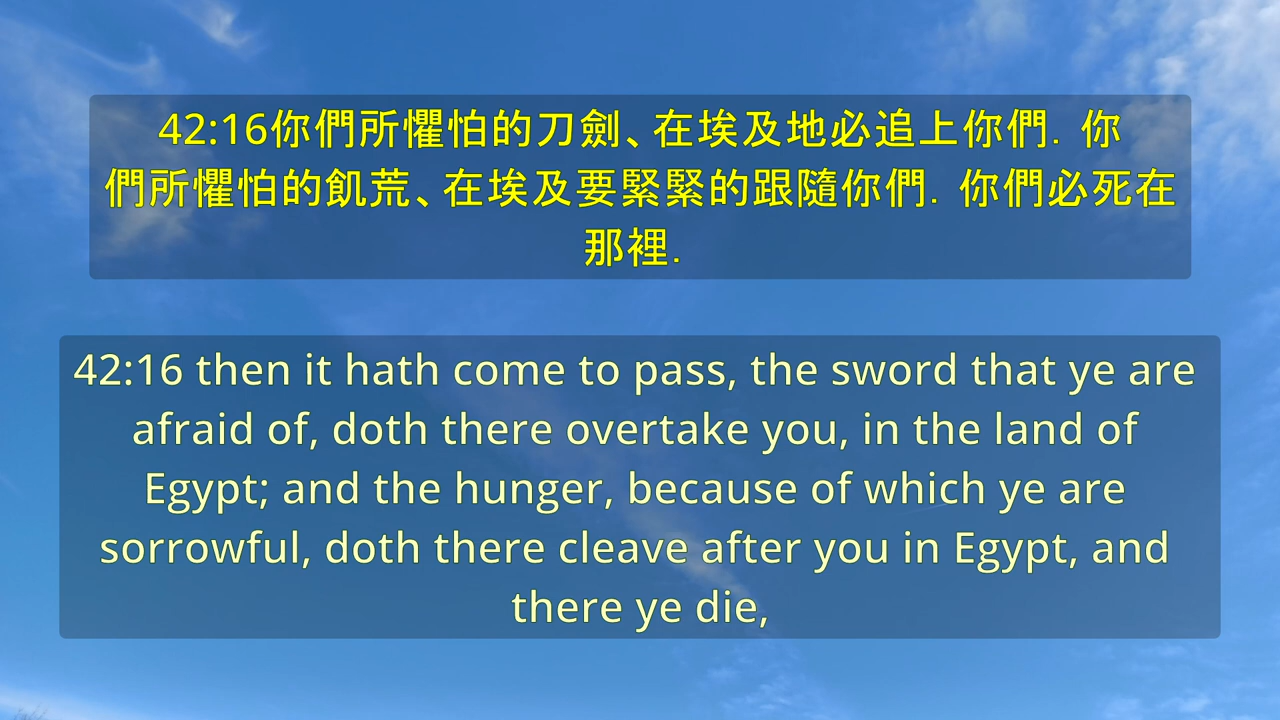 42:16你們所懼怕的刀劍、在埃及地必追上你們．你
們所懼怕的飢荒、在埃及要緊緊的跟隨你們．你們必死在
那裡．
42:16 then it hath come to pass, the sword that ye are
afraid of, doth there overtake you, in the land of
Egypt; and the hunger, because of which ye are
sorrowful, doth there cleave after you in Egypt, and
there ye die,